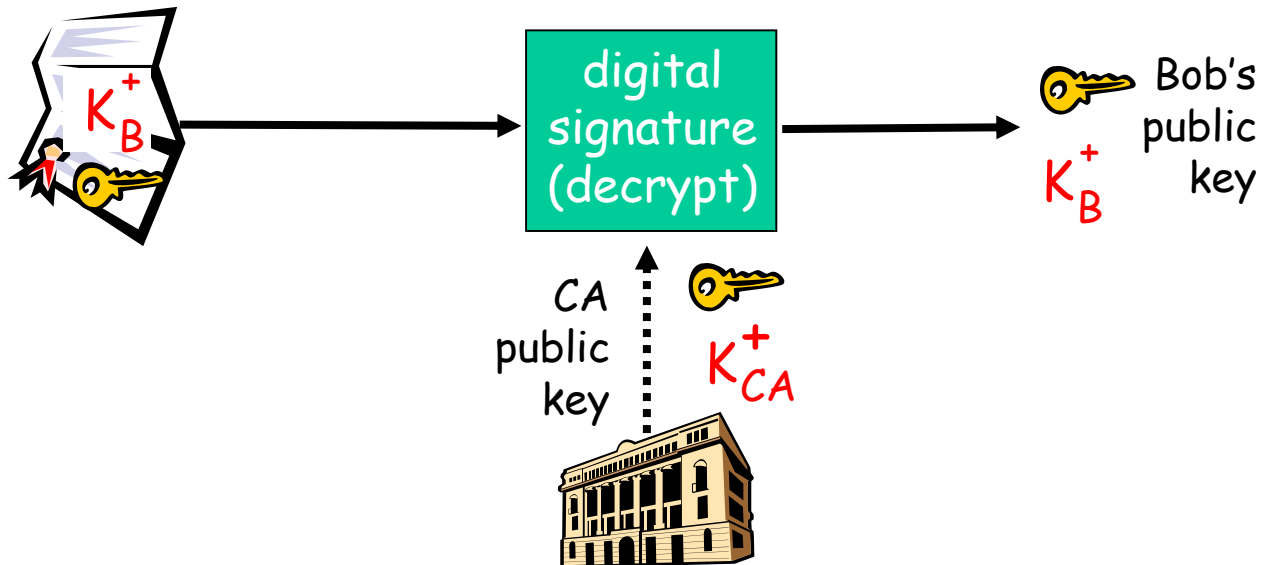 K_B^+
digital
signature
(decrypt)
Bob's
public
key
K_B^+
CA
public
key
K_CA^+